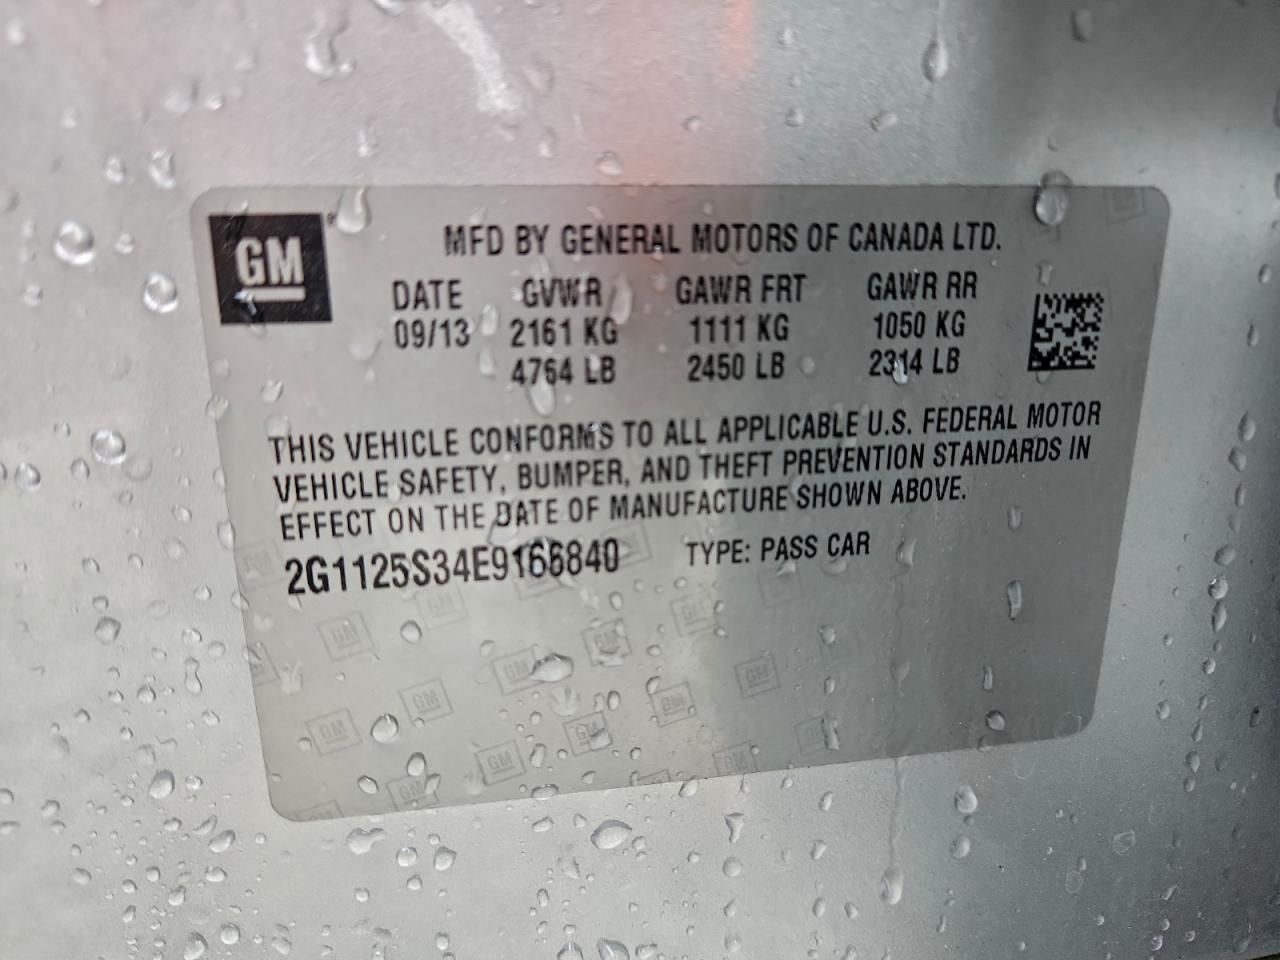 GM
MFD BY GENERAL MOTORS OF CANADA LTD.
DATE GVWR GAWR FRT GAWR RR
09/13 2161 KG 1111 KG 1050 KG
4764 LB 2450 LB 2314 LB
THIS VEHICLE CONFORMS TO ALL APPLICABLE U.S. FEDERAL MOTOR
VEHICLE SAFETY, BUMPER, AND THEFT PREVENTION STANDARDS IN
EFFECT ON THE DATE OF MANUFACTURE SHOWN ABOVE.
2G1125S34E9166840 TYPE: PASS CAR